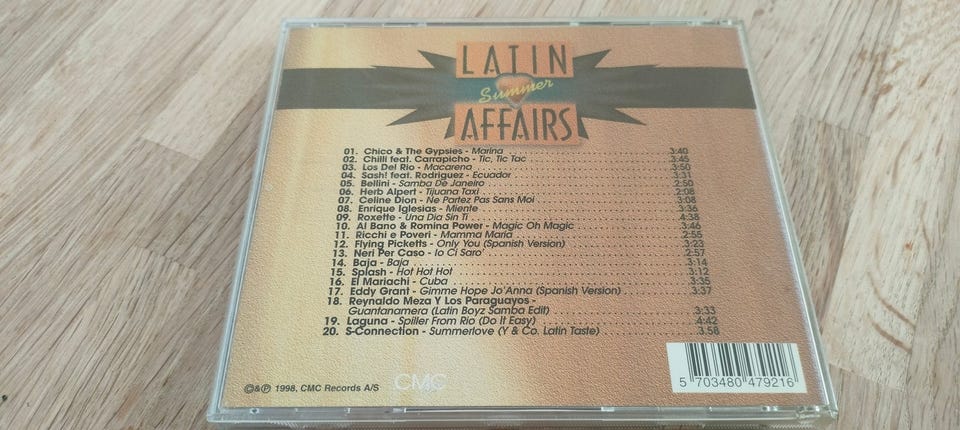 LATIN
Summer
AFFAIRS
01. Chico & The Gypsies - Marina 3:40
02. Chilli feat. Carrapicho - Tic, Tic Tac 3:45
03. Los Del Rio - Macarena 3:50
04. Sash! feat. Rodriguez - Ecuador 3:31
05. Bellini - Samba De Janeiro 2:50
06. Herb Alpert - Tijuana Taxi 2:08
07. Celine Dion - Ne Partez Pas Sans Moi 3:08
08. Enrique Iglesias - Miente 3:36
09. Roxette - Una Dia Sin Ti 4:38
10. Al Bano & Romina Power - Magic Oh Magic 3:46
11. Ricchi e Poveri - Mamma Maria 2:55
12. Flying Picketts - Only You (Spanish Version) 3:23
13. Neri Per Caso - Io Ci Saro' 2:57
14. Baja - Baja 3:14
15. Splash - Hot Hot Hot 3:12
16. El Mariachi - Cuba 3:35
17. Eddy Grant - Gimme Hope Jo'Anna (Spanish Version) 3:37
18. Reynaldo Meza Y Los Paraguayos -
Guantanamera (Latin Boyz Samba Edit) 3:33
19. Laguna - Spiller From Rio (Do It Easy) 4:42
20. S-Connection - Summerlove (Y & Co. Latin Taste) 3.58
©&℗ 1998, CMC Records A/S
CMC
5 703480 479216